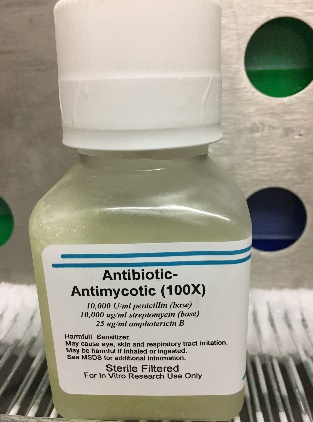 Antibiotic-
Antimycotic (100X)
10,000 U/ml penicillin (base)
10,000 ug/ml streptomycin (base)
25 ug/ml amphotericin B
Harmful! Sensitizer.
May cause eye, skin and respiratory tract irritation.
May be harmful if inhaled or ingested.
See MSDS for additional information.
Sterile Filtered
For In Vitro Research Use Only